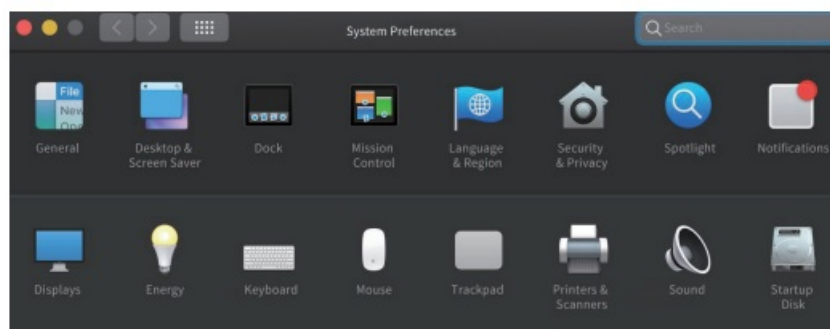 System Preferences
Search
File
New
Ope
General
Desktop &
Screen Saver
Dock
Mission
Control
Language
& Region
Security
& Privacy
Spotlight
Notifications
Displays
Energy
Keyboard
Mouse
Trackpad
Printers &
Scanners
Sound
Startup
Disk